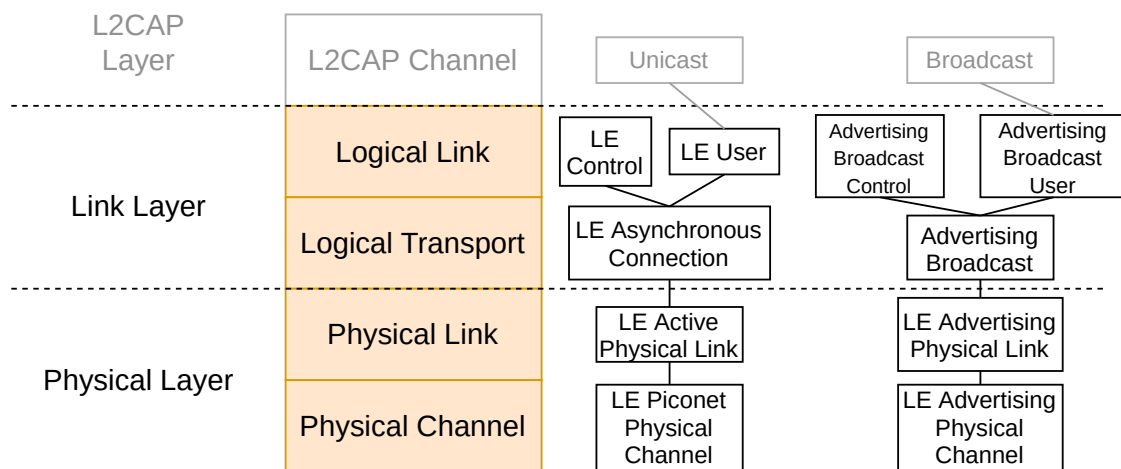 L2CAP
Layer
L2CAP Channel
Unicast
Broadcast
Link Layer
Logical Link
LE
Control
LE User
Advertising
Broadcast
Control
Advertising
Broadcast
User
Logical Transport
LE Asynchronous
Connection
Advertising
Broadcast
Physical Layer
Physical Link
LE Active
Physical Link
LE Advertising
Physical Link
Physical Channel
LE Piconet
Physical
Channel
LE Advertising
Physical
Channel